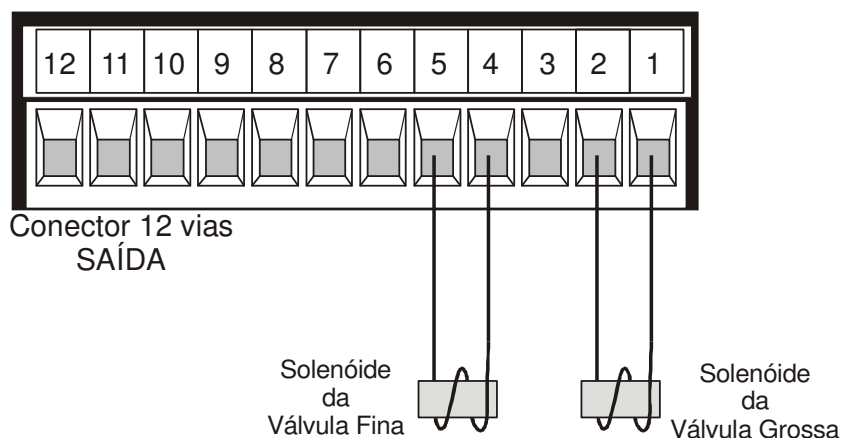 12 11 10 9 8 7 6 5 4 3 2 1
Conector 12 vias
SAÍDA
Solenóide
da
Válvula Fina
Solenóide
da
Válvula Grossa